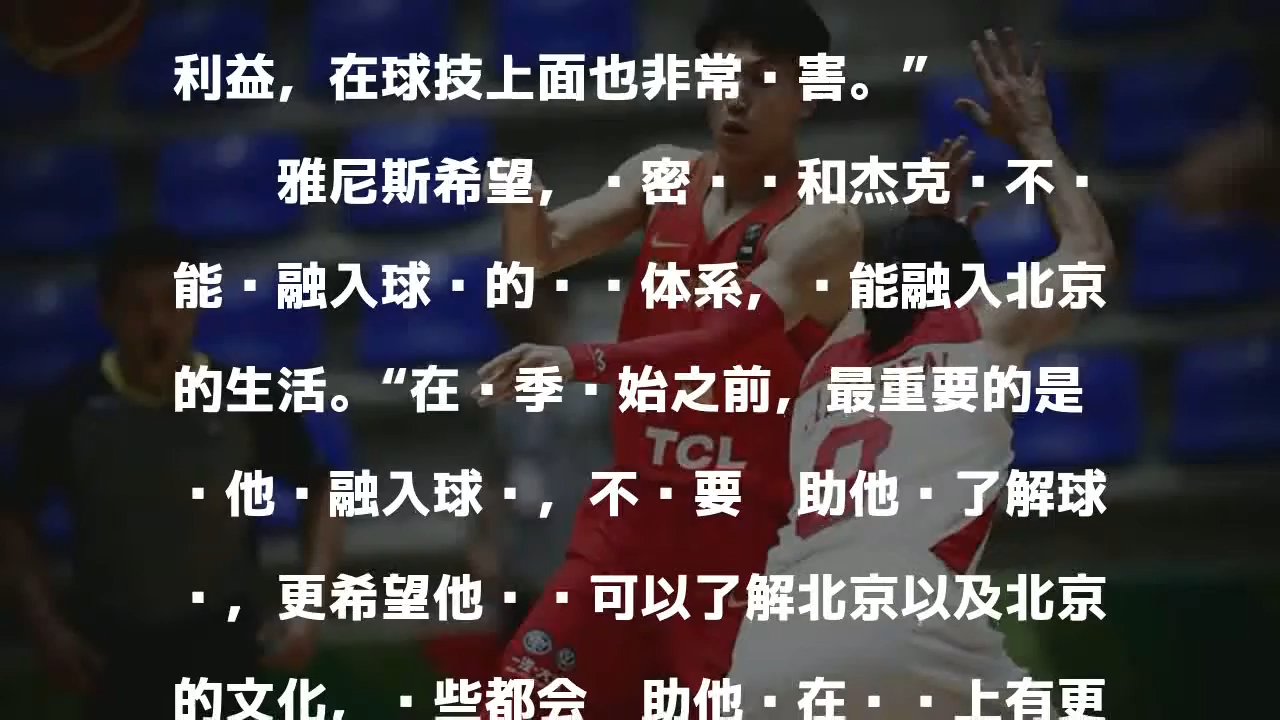 利益，在球技上面也非常·害。”
雅尼斯希望，·密··和杰克·不·
能·融入球·的··体系，·能融入北京
的生活。“在·季·始之前，最重要的是
·他·融入球·，不·要　助他·了解球
·，更希望他··可以了解北京以及北京
的文化，·些都会　助他·在··上有更
TCL